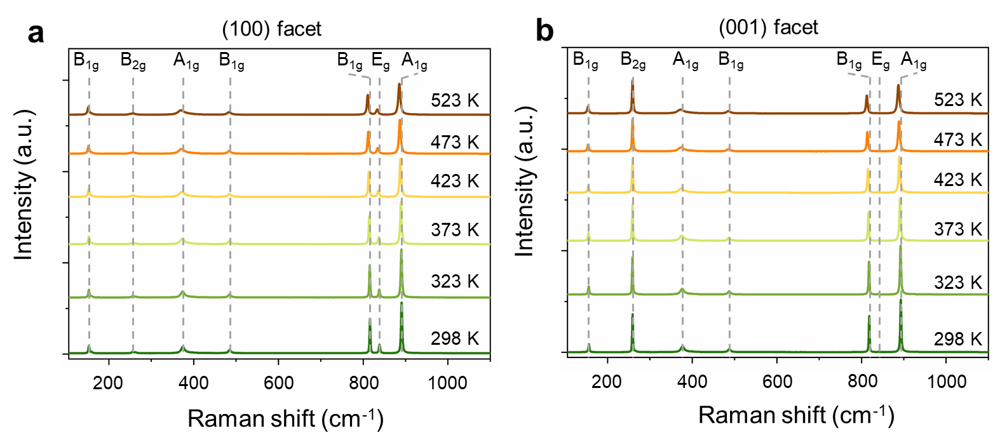 a
(100) facet
B1g B2g A1g B1g B1g Eg A1g
523 K
473 K
423 K
373 K
323 K
298 K
Intensity (a.u.)
200 400 600 800 1000
Raman shift (cm-1)
b
(001) facet
B1g B2g A1g B1g B1g Eg A1g
523 K
473 K
423 K
373 K
323 K
298 K
Intensity (a.u.)
200 400 600 800 1000
Raman shift (cm-1)